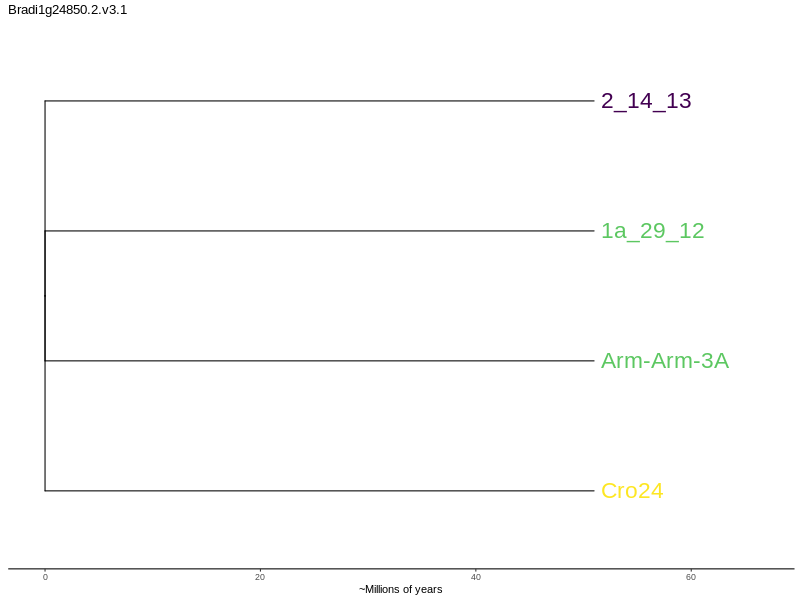 Bradi1g24850.2.v3.1
2_14_13
1a_29_12
Arm-Arm-3A
Cro24
0 20 40 60
~Millions of years